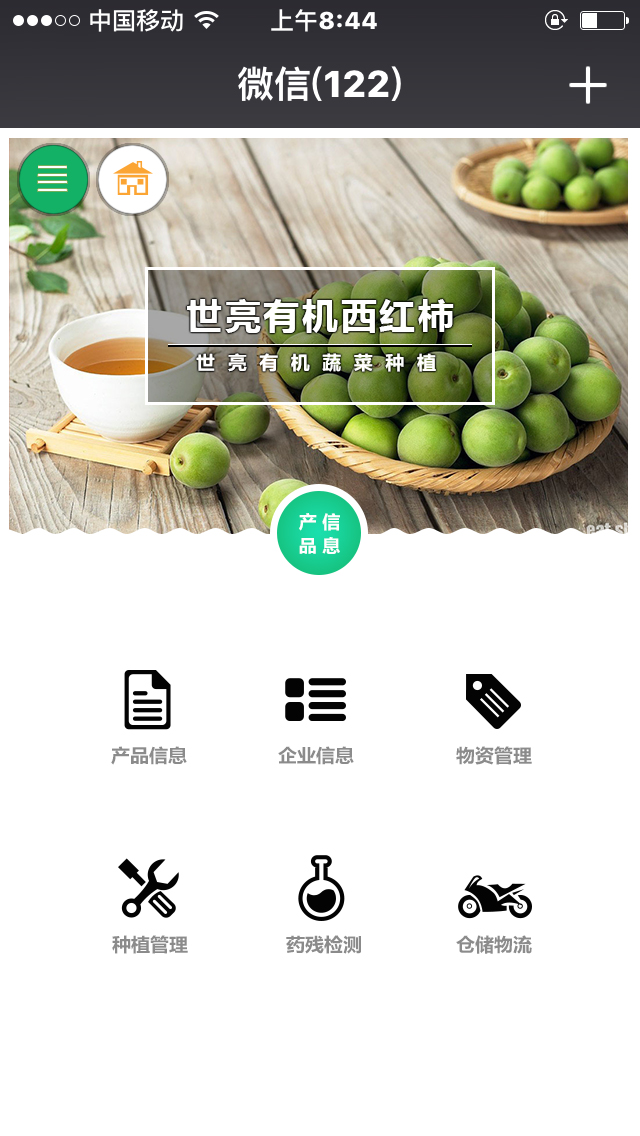 中国移动 上午8:44
微信(122)
世亮有机西红柿
世亮有机蔬菜种植
产信
品息
产品信息 企业信息 物资管理
种植管理 药残检测 仓储物流